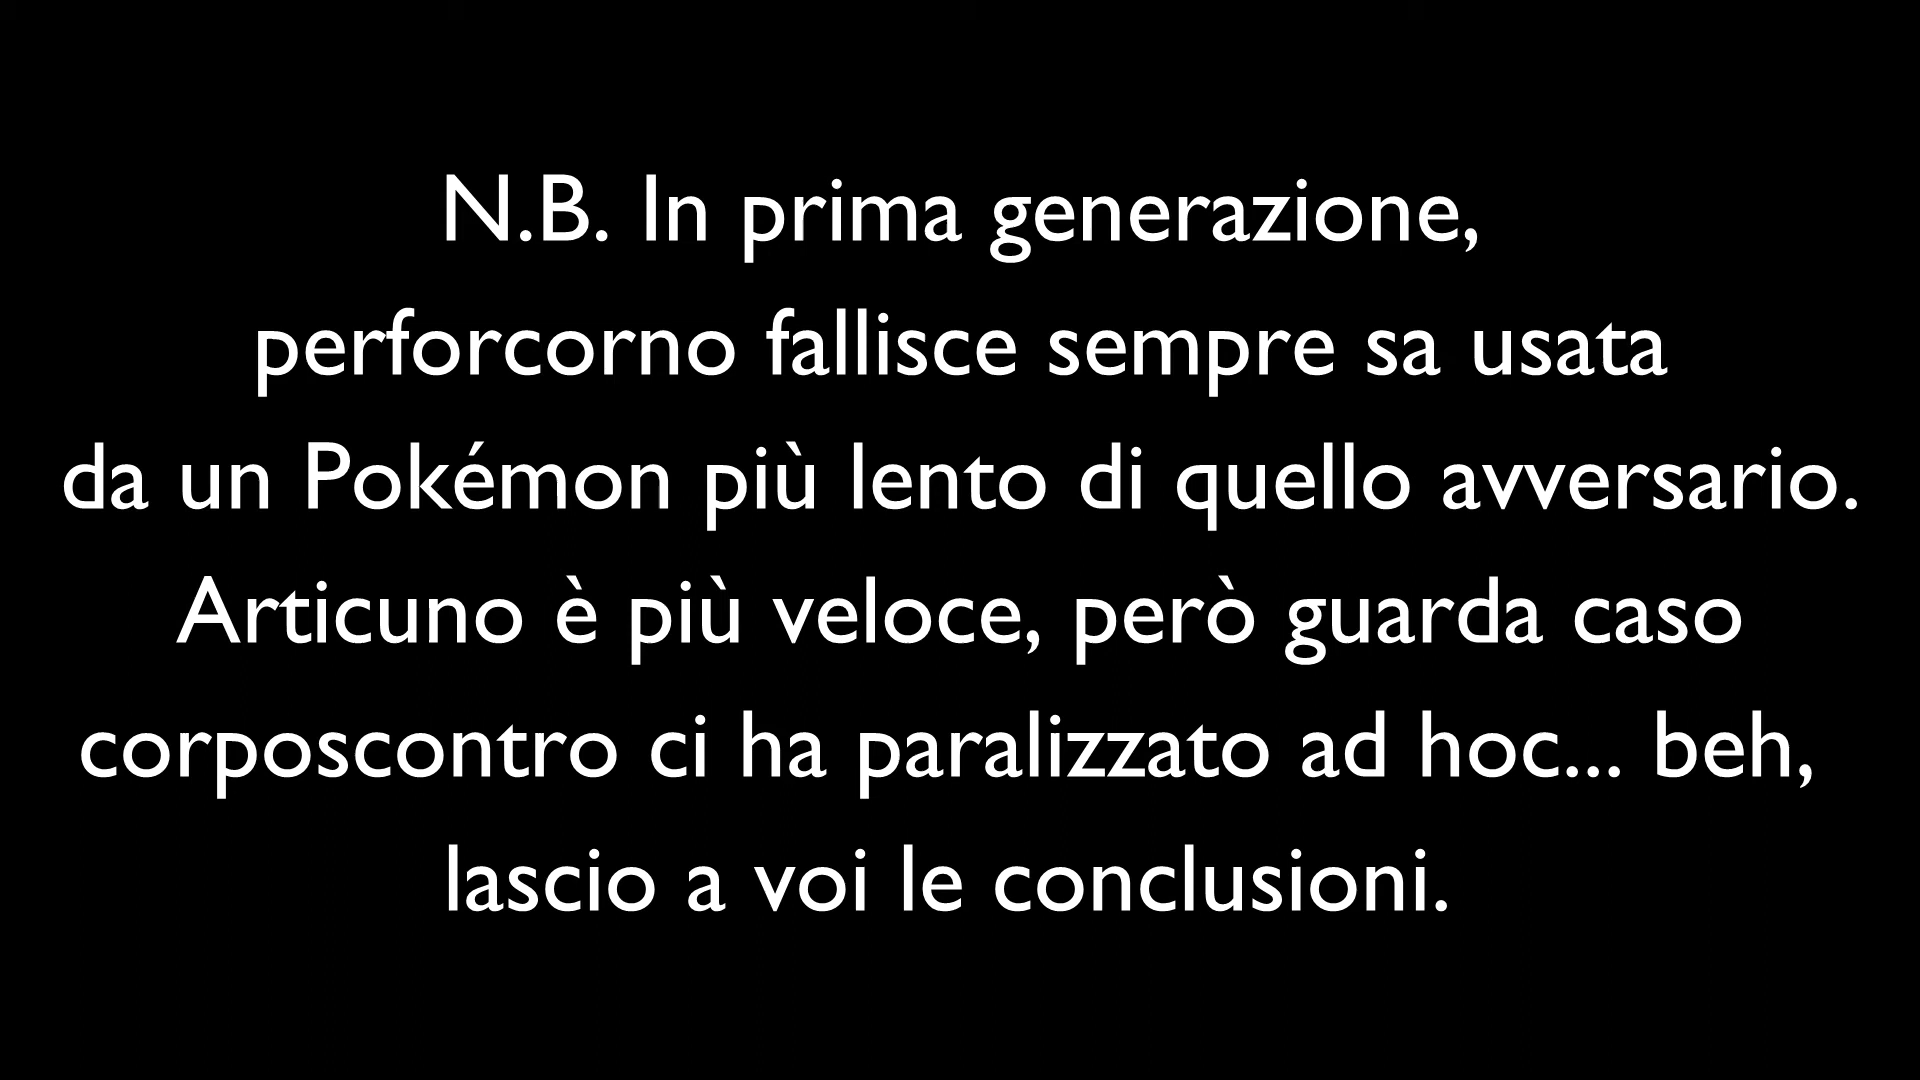 N.B. In prima generazione,
perforcorno fallisce sempre sa usata
da un Pokémon più lento di quello avversario.
Articuno è più veloce, però guarda caso
corposcontro ci ha paralizzato ad hoc... beh,
lascio a voi le conclusioni.